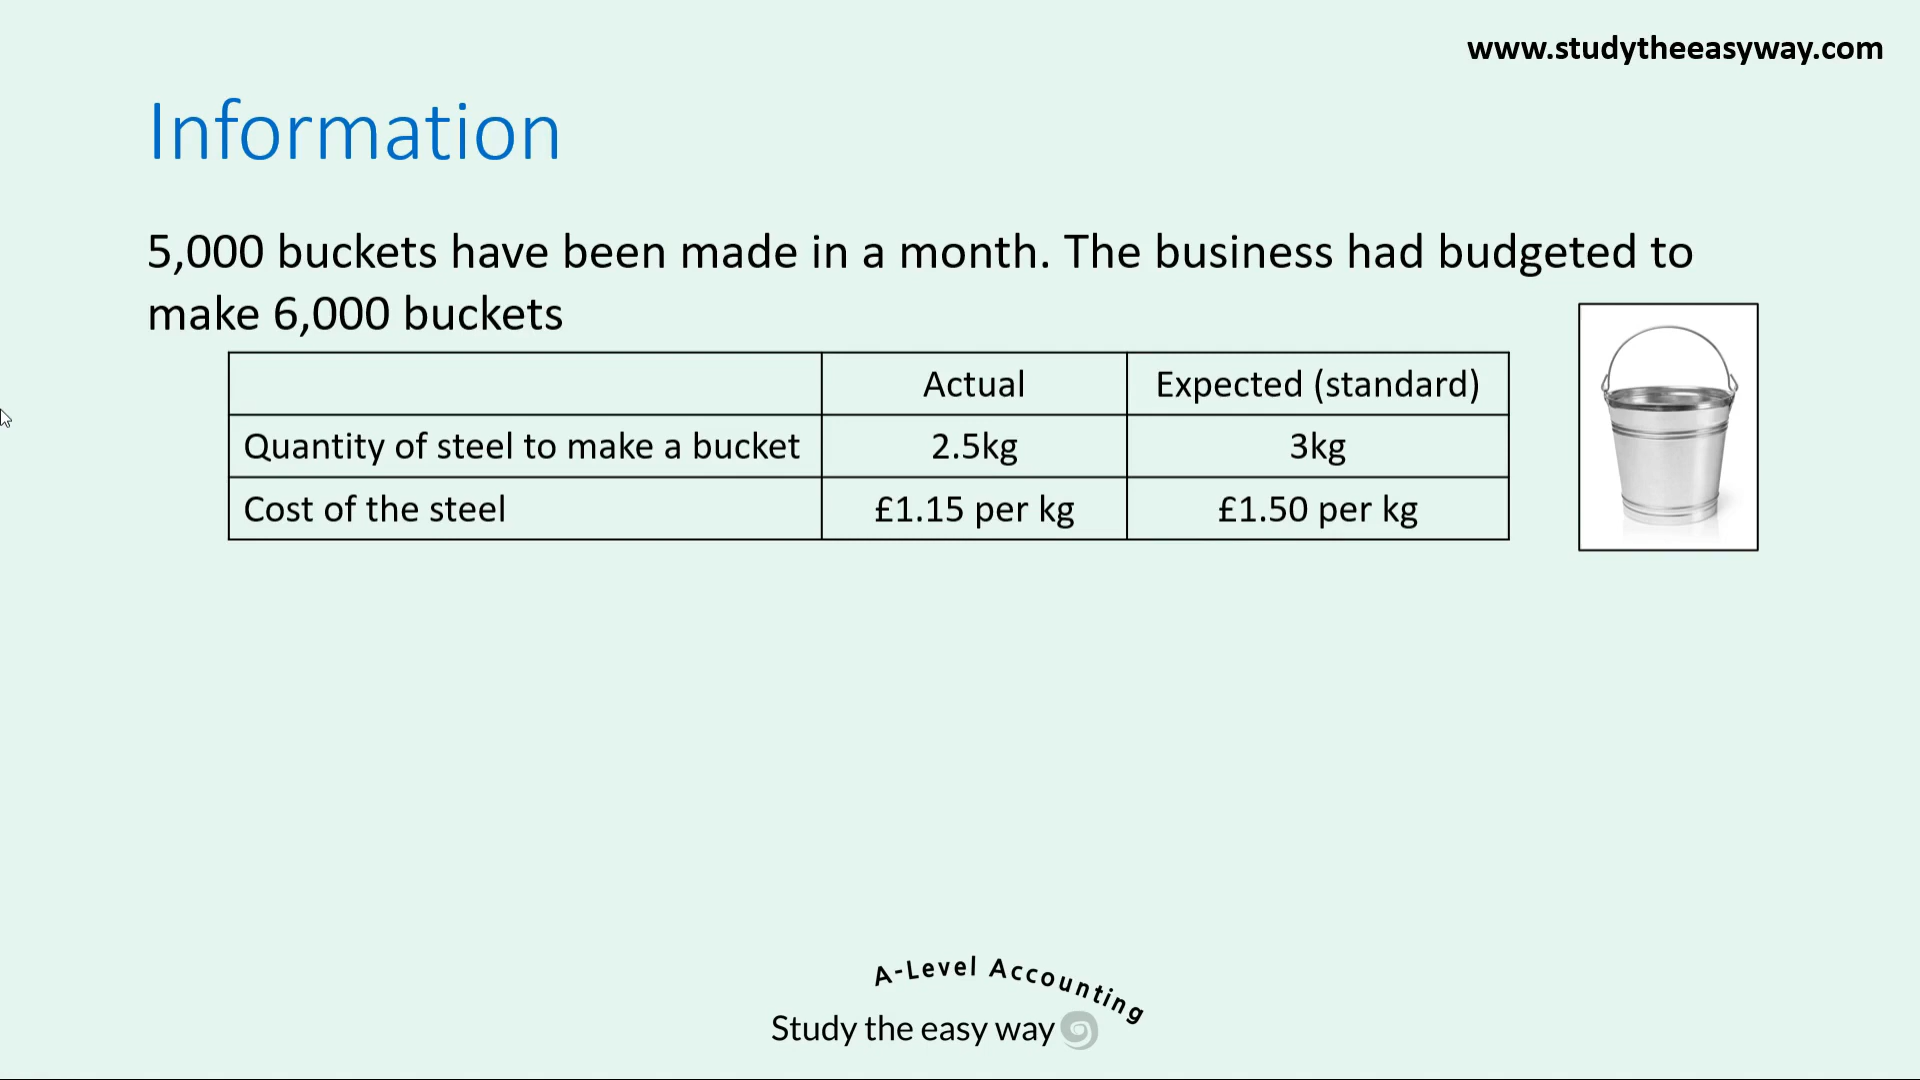 www.studytheeasyway.com
Information
5,000 buckets have been made in a month. The business had budgeted to
make 6,000 buckets
Actual Expected (standard)
Quantity of steel to make a bucket 2.5kg 3kg
Cost of the steel £1.15 per kg £1.50 per kg
A-Level Accounting
Study the easy way